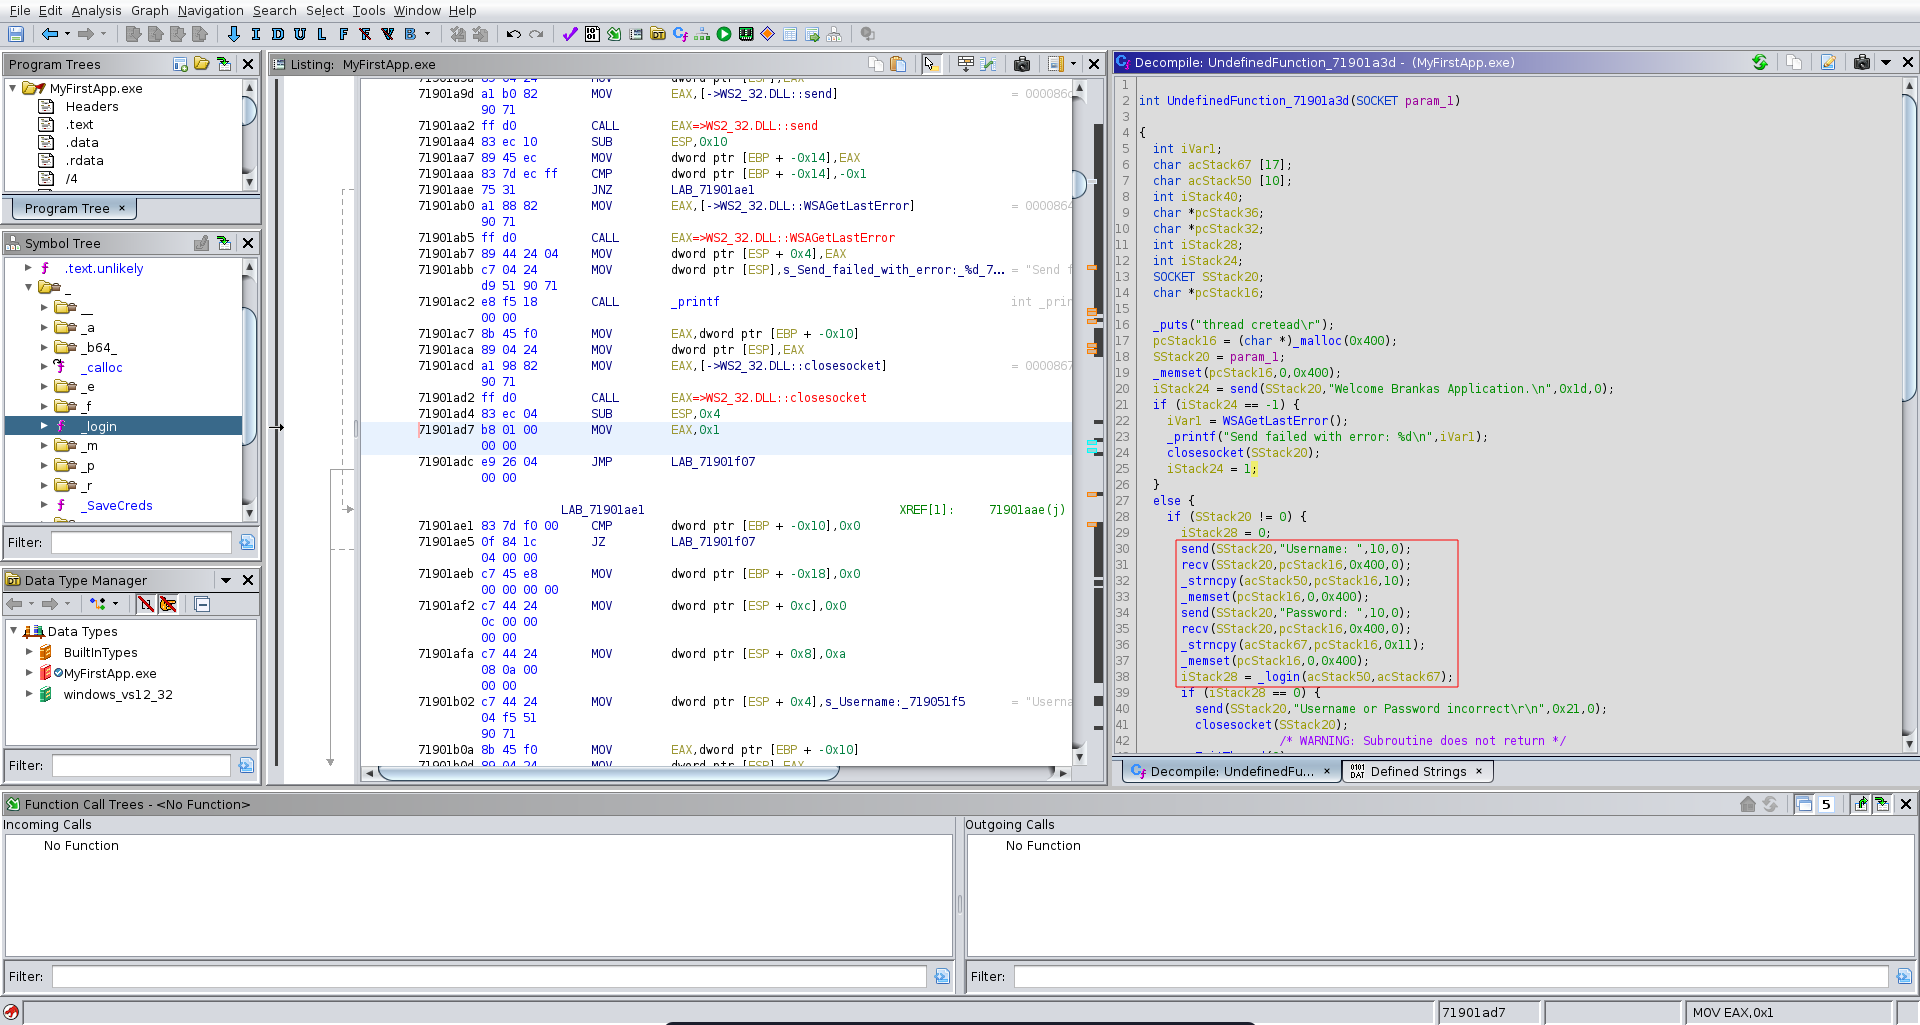 File Edit Analysis Graph Navigation Search Select Tools Window Help
I D U L F R V B
Program Trees
MyFirstApp.exe
Headers
.text
.data
.rdata
/4
Program Tree ×
Symbol Tree
.text.unlikely
_
__
_a
_b64_
_calloc
_e
_f
_login
_m
_p
_r
_SaveCreds
Filter:
Data Type Manager
Data Types
BuiltInTypes
MyFirstApp.exe
windows_vs12_32
Filter:
Listing: MyFirstApp.exe
71901a9d a1 b0 82 MOV EAX,[->WS2_32.DLL::send]
90 71
71901aa2 ff d0 CALL EAX=>WS2_32.DLL::send
71901aa4 83 ec 10 SUB ESP,0x10
71901aa7 89 45 ec MOV dword ptr [EBP + -0x14],EAX
71901aaa 83 7d ec ff CMP dword ptr [EBP + -0x14],-0x1
71901aae 75 31 JNZ LAB_71901ae1
71901ab0 a1 88 82 MOV EAX,[->WS2_32.DLL::WSAGetLastError] = 0000864
90 71
71901ab5 ff d0 CALL EAX=>WS2_32.DLL::WSAGetLastError
71901ab7 89 44 24 04 MOV dword ptr [ESP + 0x4],EAX
71901abb c7 04 24 MOV dword ptr [ESP],s_Send_failed_with_error:_%d_7... = "Send f
d9 51 90 71
71901ac2 e8 f5 18 CALL _printf int _prin
00 00
71901ac7 8b 45 f0 MOV EAX,dword ptr [EBP + -0x10]
71901aca 89 04 24 MOV dword ptr [ESP],EAX
71901acd a1 98 82 MOV EAX,[->WS2_32.DLL::closesocket] = 0000867
90 71
71901ad2 ff d0 CALL EAX=>WS2_32.DLL::closesocket
71901ad4 83 ec 04 SUB ESP,0x4
71901ad7 b8 01 00 MOV EAX,0x1
00 00
71901adc e9 26 04 JMP LAB_71901f07
00 00
LAB_71901ae1 XREF[1]: 71901aae(j)
71901ae1 83 7d f0 00 CMP dword ptr [EBP + -0x10],0x0
71901ae5 0f 84 1c JZ LAB_71901f07
04 00 00
71901aeb c7 45 e8 MOV dword ptr [EBP + -0x18],0x0
00 00 00 00
71901af2 c7 44 24 MOV dword ptr [ESP + 0xc],0x0
0c 00 00
00 00
71901afa c7 44 24 MOV dword ptr [ESP + 0x8],0xa
08 0a 00
00 00
71901b02 c7 44 24 MOV dword ptr [ESP + 0x4],s_Username:_719051f5 = "Userna
04 f5 51
90 71
71901b0a 8b 45 f0 MOV EAX,dword ptr [EBP + -0x10]
Decompile: UndefinedFunction_71901a3d - (MyFirstApp.exe)
1
2 int UndefinedFunction_71901a3d(SOCKET param_1)
3
4 {
5 int iVar1;
6 char acStack67 [17];
7 char acStack50 [10];
8 int iStack40;
9 char *pcStack36;
10 char *pcStack32;
11 int iStack28;
12 int iStack24;
13 SOCKET SStack20;
14 char *pcStack16;
15
16 _puts("thread cretead\r");
17 pcStack16 = (char *)_malloc(0x400);
18 SStack20 = param_1;
19 _memset(pcStack16,0,0x400);
20 iStack24 = send(SStack20,"Welcome Brankas Application.\n",0x1d,0);
21 if (iStack24 == -1) {
22 iVar1 = WSAGetLastError();
23 _printf("Send failed with error: %d\n",iVar1);
24 closesocket(SStack20);
25 iStack24 = 1;
26 }
27 else {
28 if (SStack20 != 0) {
29 iStack28 = 0;
30 send(SStack20,"Username: ",10,0);
31 recv(SStack20,pcStack16,0x400,0);
32 _strncpy(acStack50,pcStack16,10);
33 _memset(pcStack16,0,0x400);
34 send(SStack20,"Password: ",10,0);
35 recv(SStack20,pcStack16,0x400,0);
36 _strncpy(acStack67,pcStack16,0x11);
37 _memset(pcStack16,0,0x400);
38 iStack28 = _login(acStack50,acStack67);
39 if (iStack28 == 0) {
40 send(SStack20,"Username or Password incorrect\r\n",0x21,0);
41 closesocket(SStack20);
42 /* WARNING: Subroutine does not return */
Decompile: UndefinedFu... × Defined Strings ×
Function Call Trees - <No Function>
5
Incoming Calls
No Function
Filter:
Outgoing Calls
No Function
Filter:
71901ad7 MOV EAX,0x1